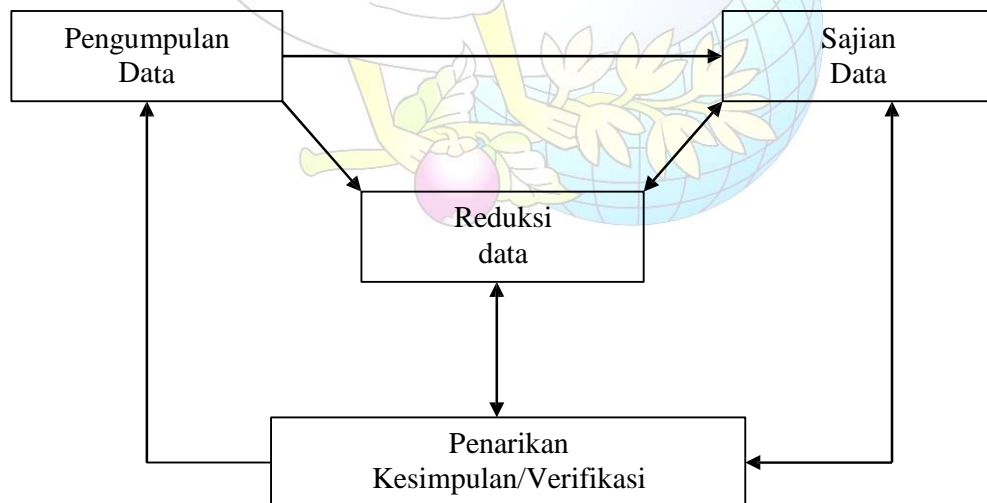 Pengumpulan
Data
Sajian
Data
Reduksi
data
Penarikan
Kesimpulan/Verifikasi